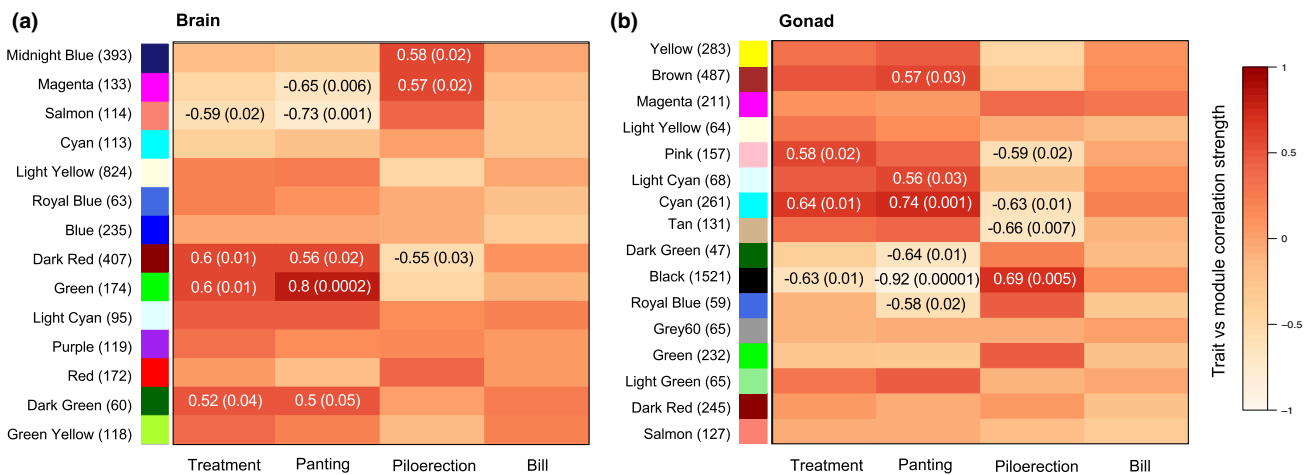 (a) Brain
Midnight Blue (393) 0.58 (0.02)
Magenta (133) -0.65 (0.006) 0.57 (0.02)
Salmon (114) -0.59 (0.02) -0.73 (0.001)
Cyan (113)
Light Yellow (824)
Royal Blue (63)
Blue (235)
Dark Red (407) 0.6 (0.01) 0.56 (0.02) -0.55 (0.03)
Green (174) 0.6 (0.01) 0.8 (0.0002)
Light Cyan (95)
Purple (119)
Red (172)
Dark Green (60) 0.52 (0.04) 0.5 (0.05)
Green Yellow (118)
Treatment Panting Piloerection Bill
(b) Gonad
Yellow (283)
Brown (487) 0.57 (0.03)
Magenta (211)
Light Yellow (64)
Pink (157) 0.58 (0.02) -0.59 (0.02)
Light Cyan (68) 0.56 (0.03)
Cyan (261) 0.64 (0.01) 0.74 (0.001) -0.63 (0.01)
Tan (131) -0.66 (0.007)
Dark Green (47) -0.64 (0.01)
Black (1521) -0.63 (0.01) -0.92 (0.00001) 0.69 (0.005)
Royal Blue (59) -0.58 (0.02)
Grey60 (65)
Green (232)
Light Green (65)
Dark Red (245)
Salmon (127)
Treatment Panting Piloerection Bill
Trait vs module correlation strength
1
0.5
0
−0.5
−1